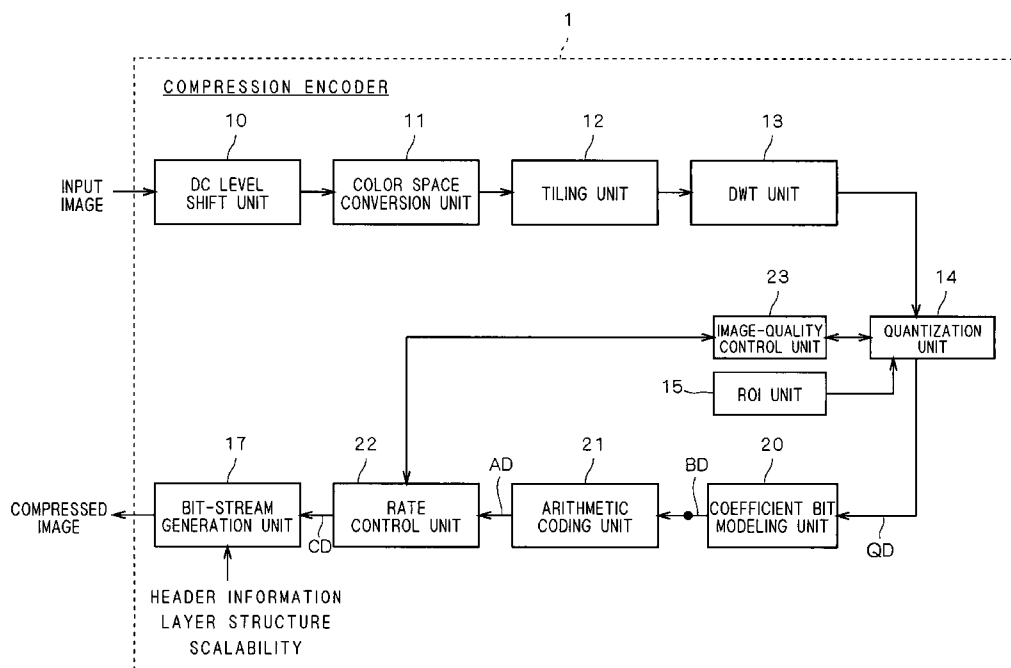 1
COMPRESSION ENCODER
10
11
12
13
INPUT
IMAGE
DC LEVEL
SHIFT UNIT
COLOR SPACE
CONVERSION UNIT
TILING UNIT
DWT UNIT
23
14
IMAGE-QUALITY
CONTROL UNIT
QUANTIZATION
UNIT
15
ROI UNIT
17
22
AD
21
BD
20
COMPRESSED
IMAGE
BIT-STREAM
GENERATION UNIT
CD
RATE
CONTROL UNIT
ARITHMETIC
CODING UNIT
COEFFICIENT BIT
MODELING UNIT
QD
HEADER INFORMATION
LAYER STRUCTURE
SCALABILITY